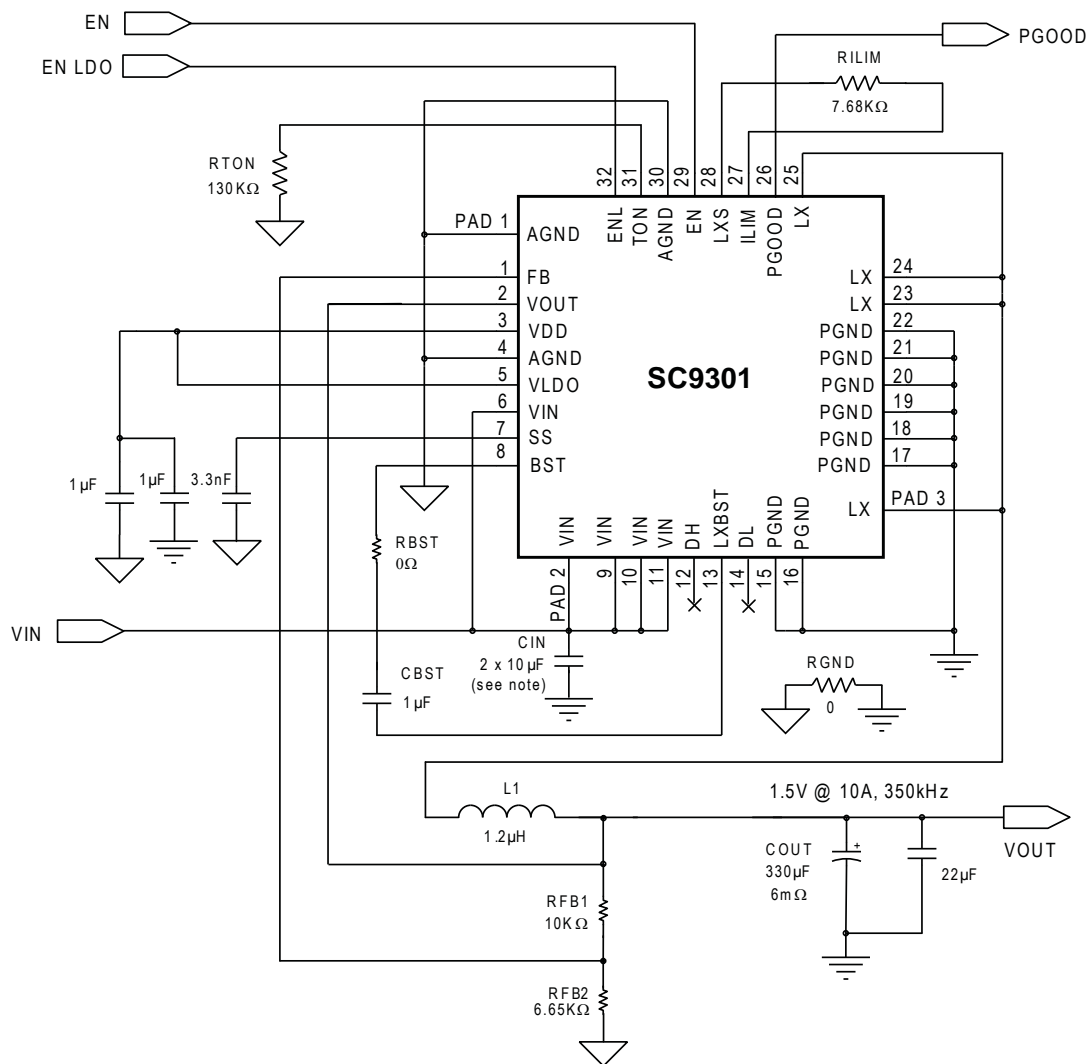 EN
PGOOD
EN LDO
RILIM
7.68KΩ
RTON
130KΩ
32
31
30
29
28
27
26
25
ENL
TON
AGND
EN
LXS
ILIM
PGOOD
LX
PAD 1
AGND
1
FB
2
VOUT
3
VDD
4
AGND
5
VLDO
6
VIN
7
SS
8
BST
SC9301
LX
24
LX
23
PGND
22
PGND
21
PGND
20
PGND
19
PGND
18
PGND
17
LX
PAD 3
VIN
VIN
VIN
VIN
DH
LXBST
DL
PGND
PGND
PAD 2
9
10
11
12
13
14
15
16
1µF
1µF
3.3nF
RBST
0Ω
VIN
CIN
2 x 10µF
(see note)
CBST
1µF
RGND
0
L1
1.2µH
1.5V @ 10A, 350kHz
VOUT
COUT
+
330µF
6mΩ
22µF
RFB1
10KΩ
RFB2
6.65KΩ